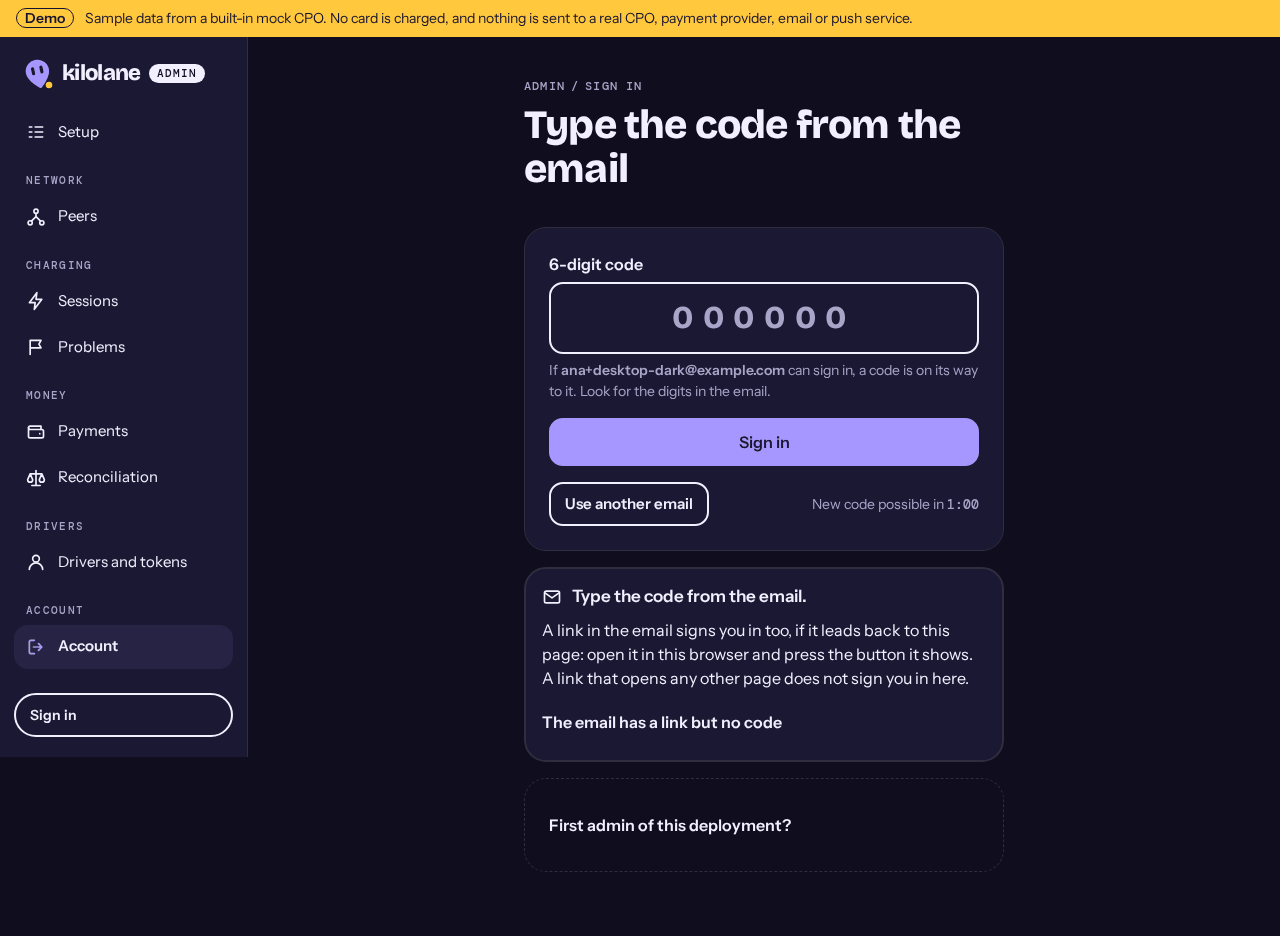 Demo Sample data from a built-in mock CPO. No card is charged, and nothing is sent to a real CPO, payment provider, email or push service.
kilolane ADMIN
Setup
NETWORK
Peers
CHARGING
Sessions
Problems
MONEY
Payments
Reconciliation
DRIVERS
Drivers and tokens
ACCOUNT
Account
Sign in
ADMIN / SIGN IN
Type the code from the
email
6-digit code
000000
If ana+desktop-dark@example.com can sign in, a code is on its way
to it. Look for the digits in the email.
Sign in
Use another email New code possible in 1:00
Type the code from the email.
A link in the email signs you in too, if it leads back to this
page: open it in this browser and press the button it shows.
A link that opens any other page does not sign you in here.
The email has a link but no code
First admin of this deployment?